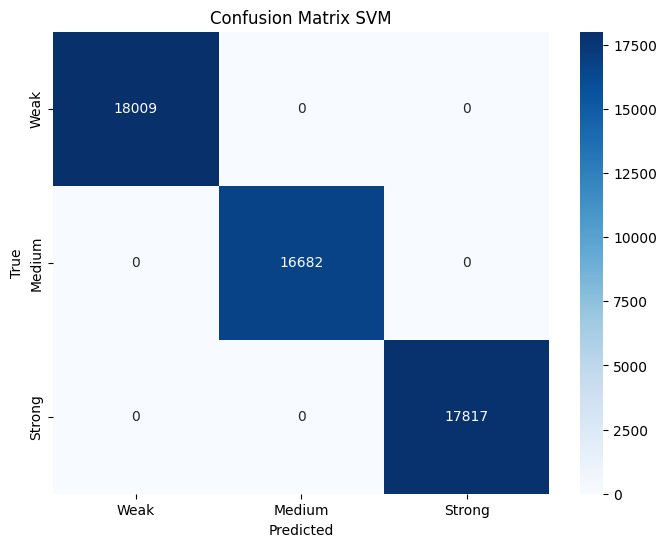 Confusion Matrix SVM
Weak 18009 0 0
Medium 0 16682 0
Strong 0 0 17817
True
Weak Medium Strong
Predicted
17500
15000
12500
10000
7500
5000
2500
0